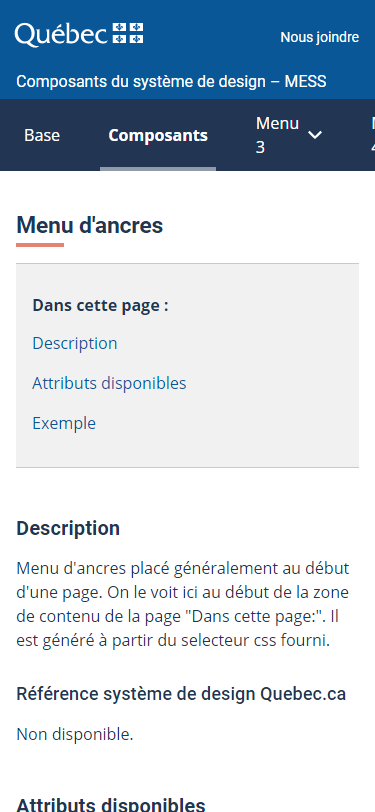 Québec
Nous joindre
Composants du système de design – MESS
Base
Composants
Menu
3
Menu d'ancres
Dans cette page :
Description
Attributs disponibles
Exemple
Description
Menu d'ancres placé généralement au début
d'une page. On le voit ici au début de la zone
de contenu de la page "Dans cette page:". Il
est généré à partir du selecteur css fourni.
Référence système de design Quebec.ca
Non disponible.
Attributs disponibles